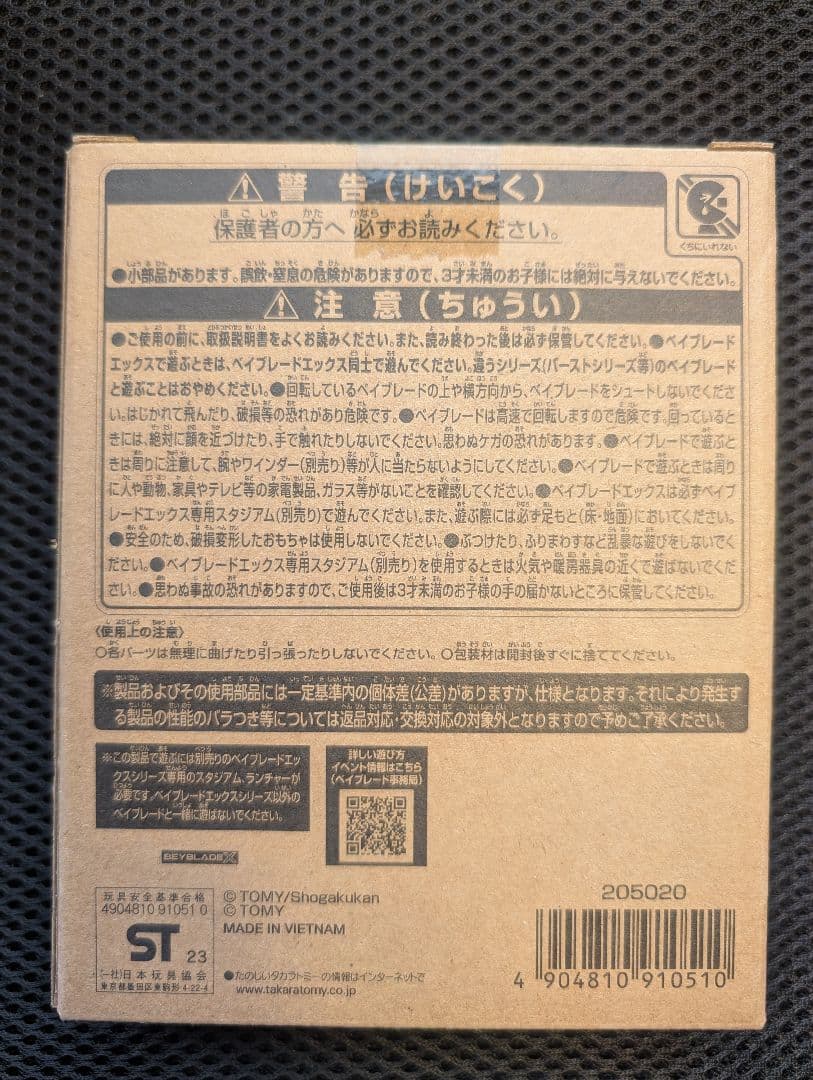 警告(けいこく)
くちにいれない
保護者の方へ 必ずお読みください。
●小部品があります。誤飲・窒息の危険がありますので、3才未満のお子様には絶対に与えないでください。
注意(ちゅうい)
●ご使用の前に、取扱説明書をよくお読みください。また、読み終わった後は必ず保管してください。●ベイブレード
エックスで遊ぶときは、ベイブレードエックス同士で遊んでください。違うシリーズ(バーストシリーズ等)のベイブレード
と遊ぶことはおやめください。●回転しているベイブレードの上や横方向から、ベイブレードをシュートしないでくださ
い。はじかれて飛んだり、破損等の恐れがあり危険です。●ベイブレードは高速で回転しますので危険です。回っていると
きには、絶対に顔を近づけたり、手で触れたりしないでください。思わぬケガの恐れがあります。●ベイブレードで遊ぶと
きは周りに注意して、腕やワインダー(別売り)等が人に当たらないようにしてください。●ベイブレードで遊ぶときは周り
に人や動物、家具やテレビ等の家電製品、ガラス等がないことを確認してください。●ベイブレードエックスは必ずベイブ
レードエックス専用スタジアム(別売り)で遊んでください。また、遊ぶ際には必ず足もと(床・地面)においてください。
●安全のため、破損変形したおもちゃは使用しないでください。●ぶつけたり、ふりまわすなど乱暴な遊びをしないでく
ださい。●ベイブレードエックス専用スタジアム(別売り)を使用するときは火気や暖房器具の近くで遊ばないでくだ
さい。●思わぬ事故の恐れがありますので、ご使用後は3才未満のお子様の手の届かないところに保管してください。
〈使用上の注意〉
○各パーツは無理に曲げたり引っ張ったりしないでください。○包装材は開封後すぐに捨ててください。
※製品およびその使用部品には一定基準内の個体差(公差)がありますが、仕様となります。それにより発生す
る製品の性能のバラつき等については返品対応・交換対応の対象外となりますので予めご了承ください。
※この製品で遊ぶには別売りのベイブレードエッ
クスシリーズ専用のスタジアム、ランチャーが
必要です。ベイブレードエックスシリーズ以外の
ベイブレードと一緒に遊ばないでください。
詳しい遊び方
イベント情報はこちら
(ベイブレード事務局)
BEYBLADE X
玩具安全基準合格
4904810 91051 0
ST 23
(一社)日本玩具協会
東京都墨田区東駒形4-22-4
© TOMY/Shogakukan
© TOMY
MADE IN VIETNAM
●たのしいタカラトミーの情報はインターネットで
www.takaratomy.co.jp
205020
4 904810 910510